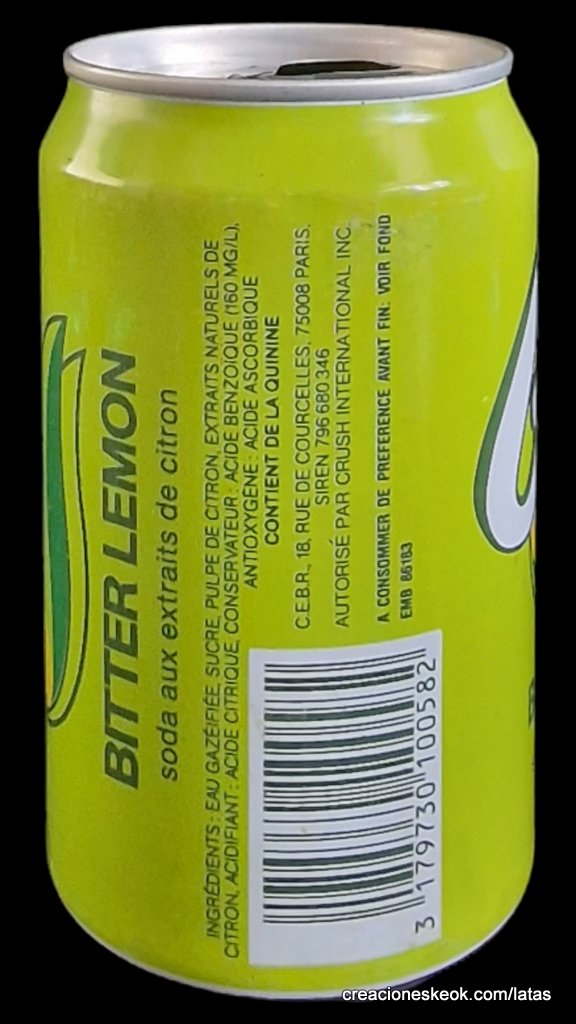 BITTER LEMON
soda aux extraits de citron
INGRÉDIENTS : EAU GAZÉIFIÉE, SUCRE, PULPE DE CITRON, EXTRAITS NATURELS DE
CITRON, ACIDIFIANT : ACIDE CITRIQUE, CONSERVATEUR : ACIDE BENZOÏQUE (160 MG/L),
ANTIOXYGÈNE : ACIDE ASCORBIQUE
CONTIENT DE LA QUININE
C.E.B.R., 18, RUE DE COURCELLES, 75008 PARIS.
SIREN 796 680 346
AUTORISÉ PAR CRUSH INTERNATIONAL INC.
A CONSOMMER DE PREFERENCE AVANT FIN: VOIR FOND
EMB 86183
3 179730 100582
creacioneskeok.com/latas